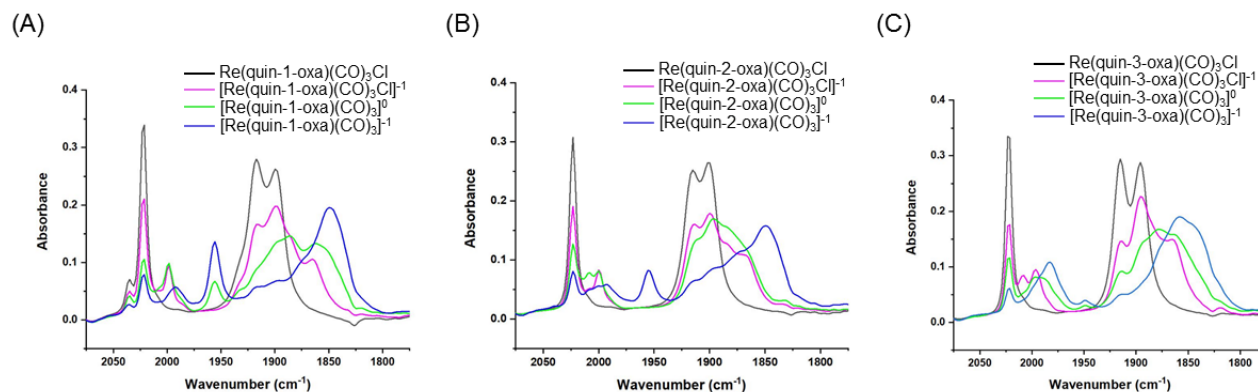 (A)
Re(quin-1-oxa)(CO)₃Cl
[Re(quin-1-oxa)(CO)₃Cl]⁻¹
[Re(quin-1-oxa)(CO)₃]⁰
[Re(quin-1-oxa)(CO)₃]⁻¹
0.4
0.3
0.2
0.1
0.0
Absorbance
2050 2000 1950 1900 1850 1800
Wavenumber (cm⁻¹)
(B)
Re(quin-2-oxa)(CO)₃Cl
[Re(quin-2-oxa)(CO)₃Cl]⁻¹
[Re(quin-2-oxa)(CO)₃]⁰
[Re(quin-2-oxa)(CO)₃]⁻¹
0.4
0.3
0.2
0.1
0.0
Absorbance
2050 2000 1950 1900 1850 1800
Wavenumber (cm⁻¹)
(C)
Re(quin-3-oxa)(CO)₃Cl
[Re(quin-3-oxa)(CO)₃Cl]⁻¹
[Re(quin-3-oxa)(CO)₃]⁰
[Re(quin-3-oxa)(CO)₃]⁻¹
0.4
0.3
0.2
0.1
0.0
Absorbance
2050 2000 1950 1900 1850 1800
Wavenumber (cm⁻¹)